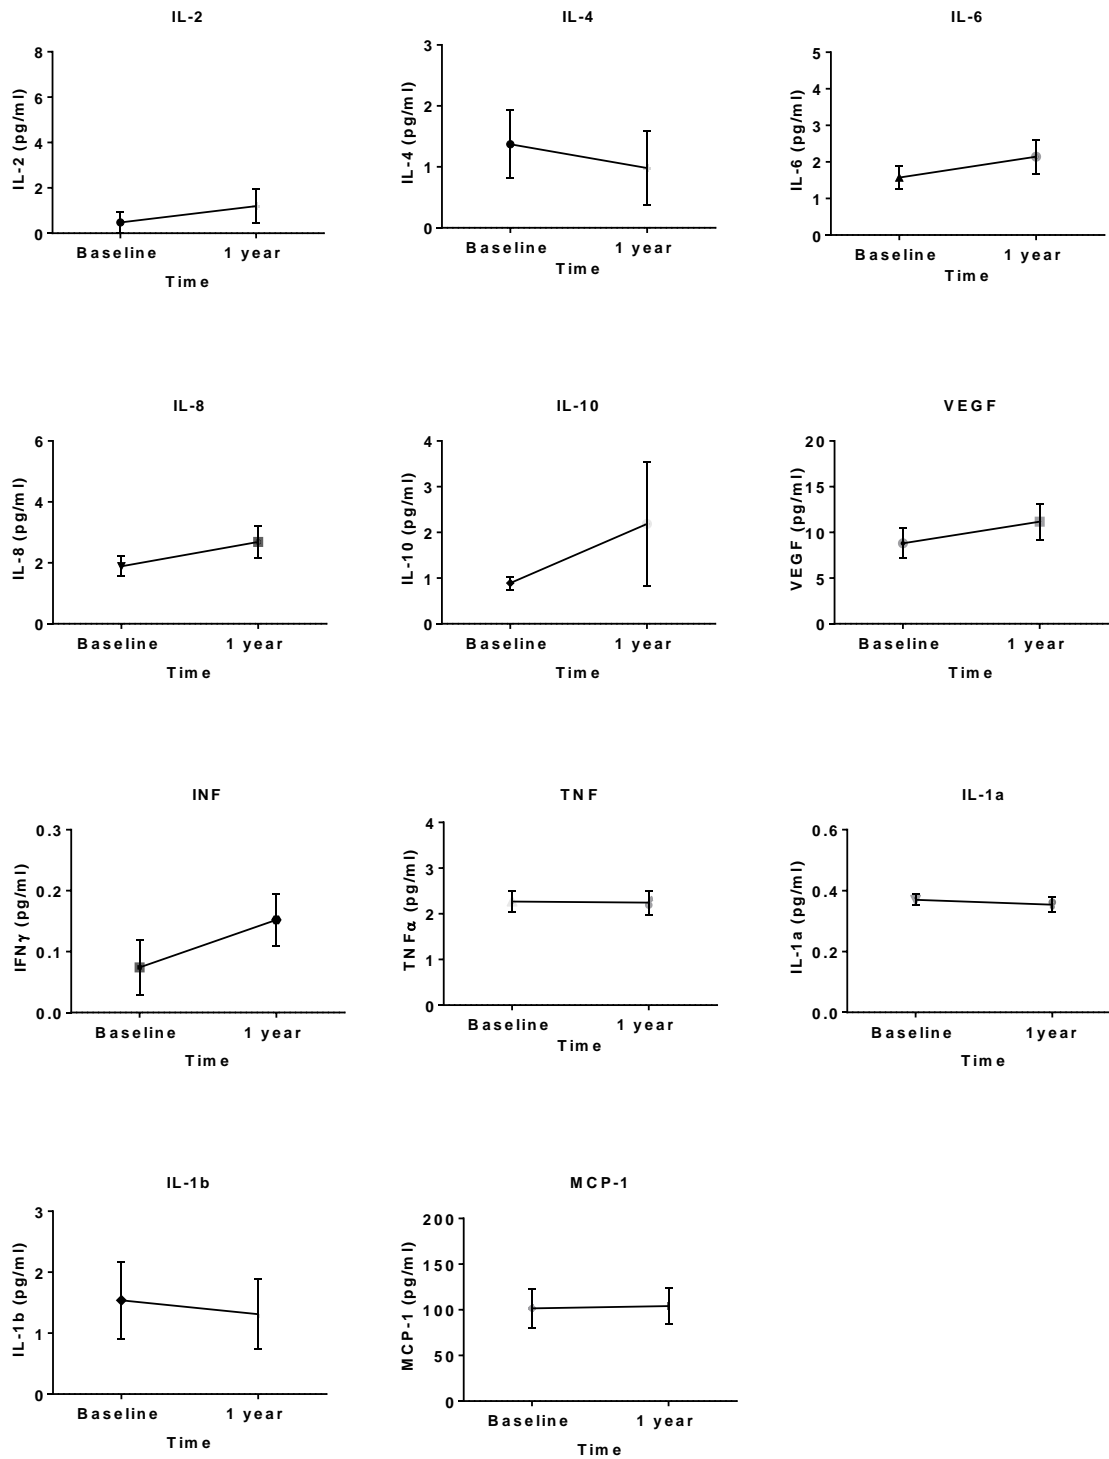 IL-2
IL-2 (pg/ml)
8
6
4
2
0
Baseline 1 year
Time
IL-4
IL-4 (pg/ml)
3
2
1
0
Baseline 1 year
Time
IL-6
IL-6 (pg/ml)
5
4
3
2
1
0
Baseline 1 year
Time
IL-8
IL-8 (pg/ml)
6
4
2
0
Baseline 1 year
Time
IL-10
IL-10 (pg/ml)
4
3
2
1
0
Baseline 1 year
Time
VEGF
VEGF (pg/ml)
20
15
10
5
0
Baseline 1 year
Time
INF
IFNγ (pg/ml)
0.3
0.2
0.1
0.0
Baseline 1 year
Time
TNF
TNFα (pg/ml)
4
3
2
1
0
Baseline 1 year
Time
IL-1a
IL-1a (pg/ml)
0.6
0.4
0.2
0.0
Baseline 1year
Time
IL-1b
IL-1b (pg/ml)
3
2
1
0
Baseline 1 year
Time
MCP-1
MCP-1 (pg/ml)
200
150
100
50
0
Baseline 1 year
Time